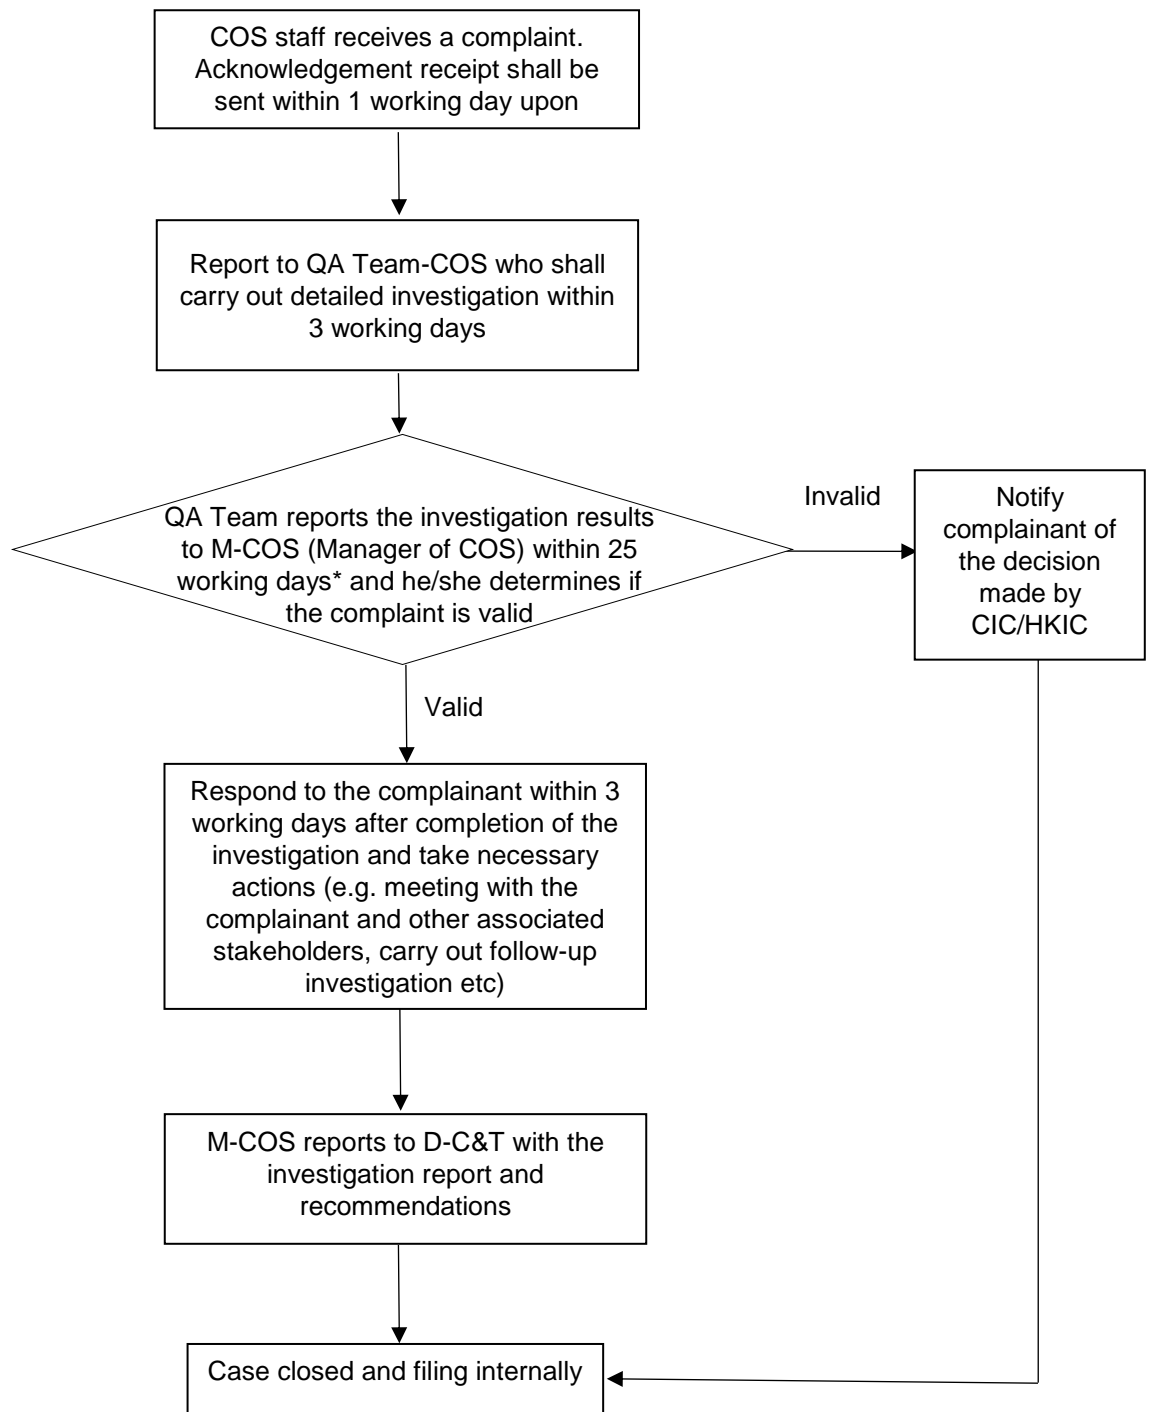 COS staff receives a complaint.
Acknowledgement receipt shall be
sent within 1 working day upon
Report to QA Team-COS who shall
carry out detailed investigation within
3 working days
QA Team reports the investigation results
to M-COS (Manager of COS) within 25
working days* and he/she determines if
the complaint is valid
Invalid
Notify
complainant of
the decision
made by
CIC/HKIC
Valid
Respond to the complainant within 3
working days after completion of the
investigation and take necessary
actions (e.g. meeting with the
complainant and other associated
stakeholders, carry out follow-up
investigation etc)
M-COS reports to D-C&T with the
investigation report and
recommendations
Case closed and filing internally